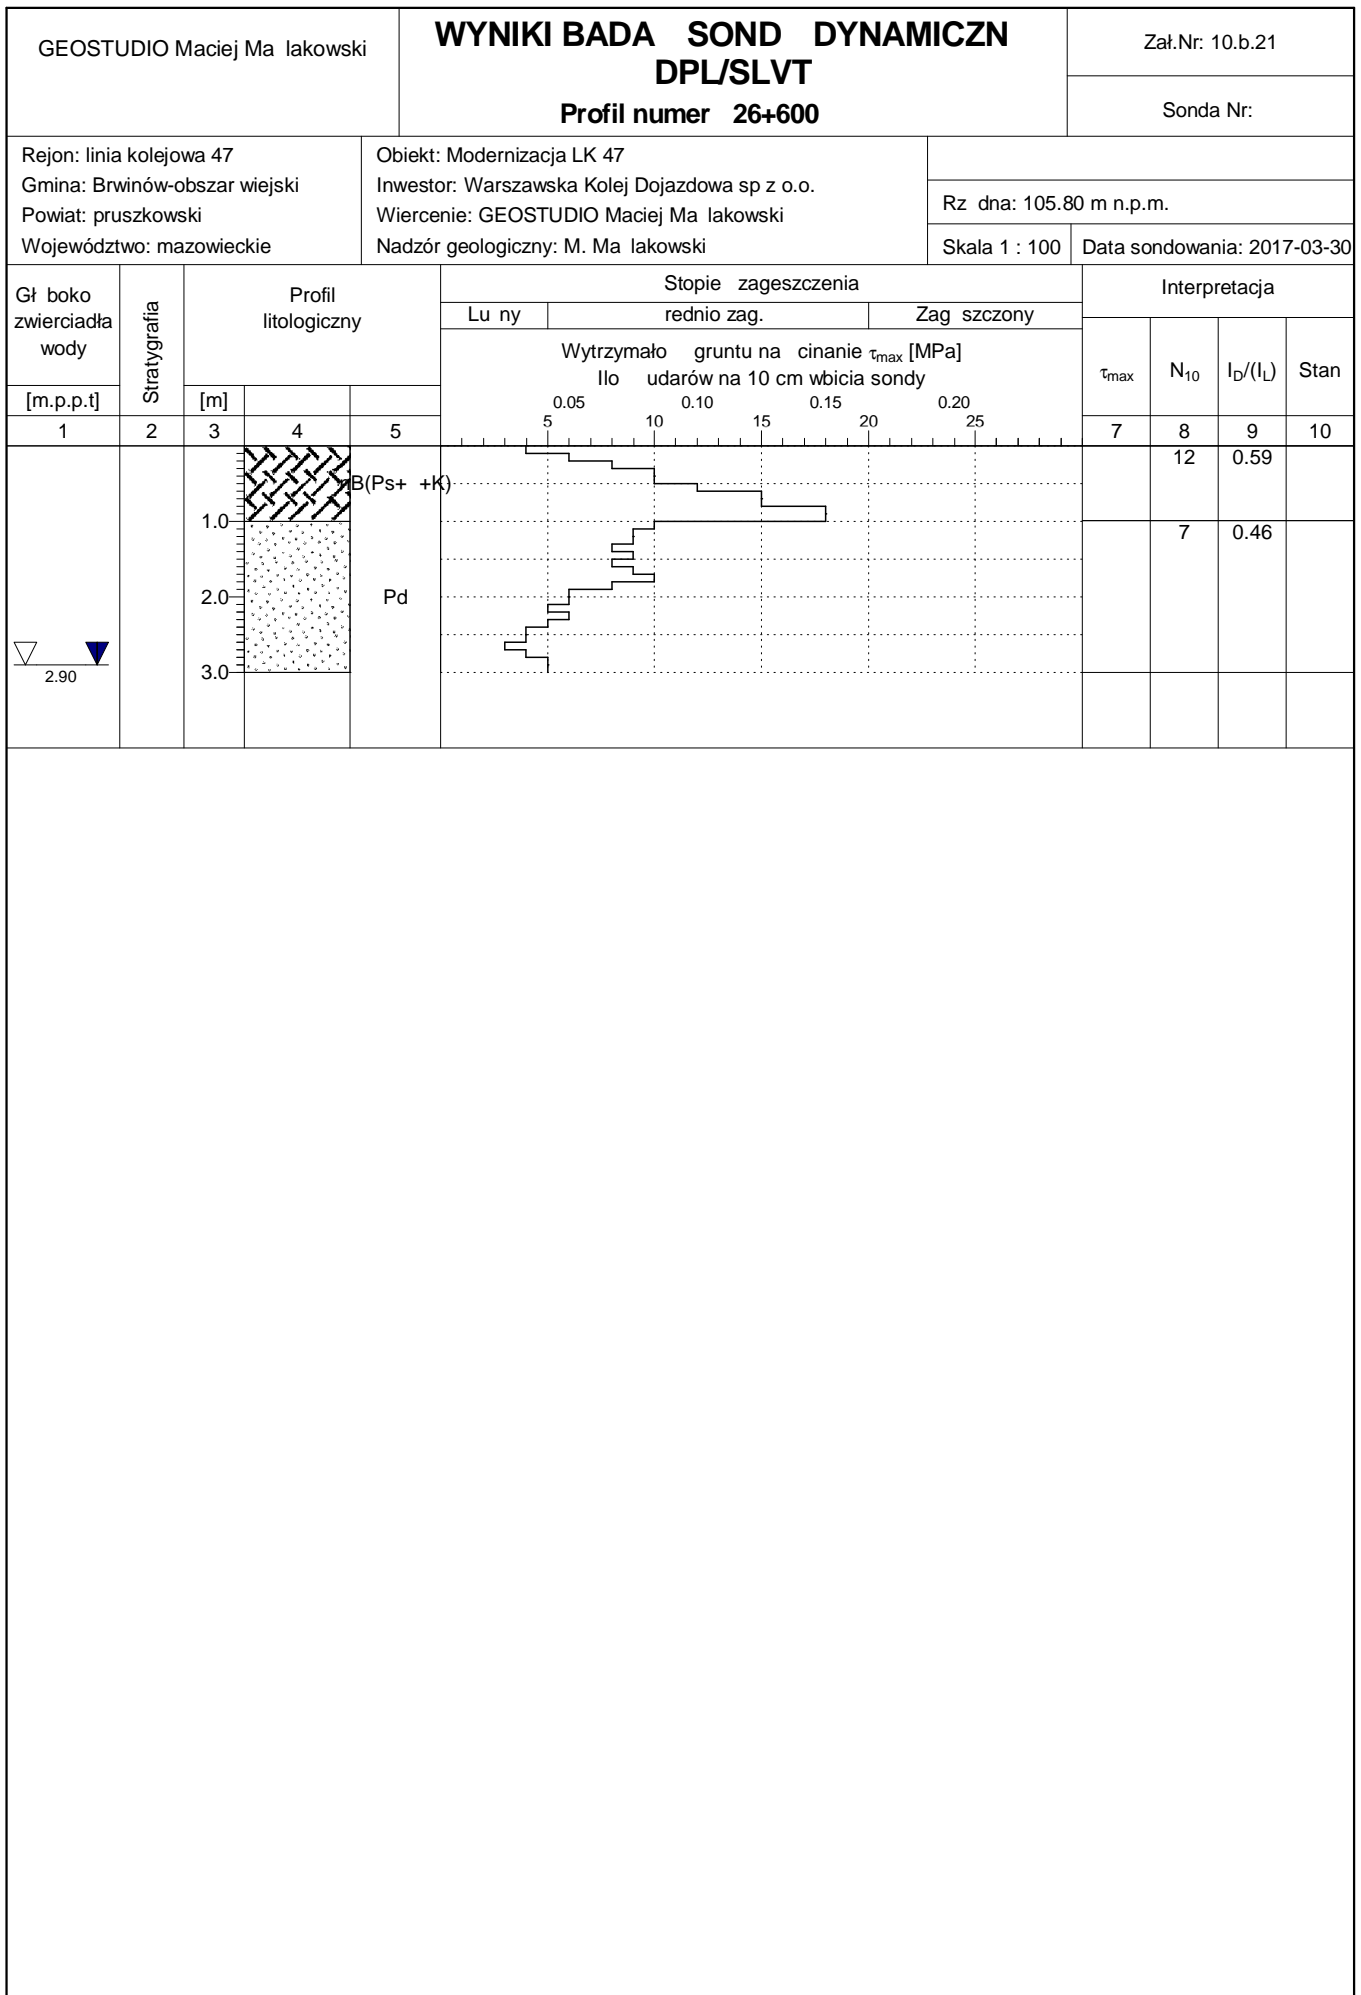 GEOSTUDIO Maciej Ma lakowski
WYNIKI BADA SOND DYNAMICZN
DPL/SLVT
Profil numer 26+600
Zał.Nr: 10.b.21
Sonda Nr:
Rejon: linia kolejowa 47
Gmina: Brwinów-obszar wiejski
Powiat: pruszkowski
Województwo: mazowieckie
Obiekt: Modernizacja LK 47
Inwestor: Warszawska Kolej Dojazdowa sp z o.o.
Wiercenie: GEOSTUDIO Maciej Ma lakowski
Nadzór geologiczny: M. Ma lakowski
Rz dna: 105.80 m n.p.m.
Skala 1 : 100
Data sondowania: 2017-03-30
Gł boko
zwierciadła
wody
[m.p.p.t]
Stratygrafia
Profil
litologiczny
[m]
Stopie zageszczenia
Lu ny
rednio zag.
Zag szczony
Wytrzymało gruntu na cinanie τmax [MPa]
Ilo udarów na 10 cm wbicia sondy
0.05 0.10 0.15 0.20
5 10 15 20 25
Interpretacja
τmax
N10
ID/(IL)
Stan
1 2 3 4 5 7 8 9 10
nB(Ps+ +K)
12 0.59
1.0
7 0.46
2.0
Pd
2.90
3.0